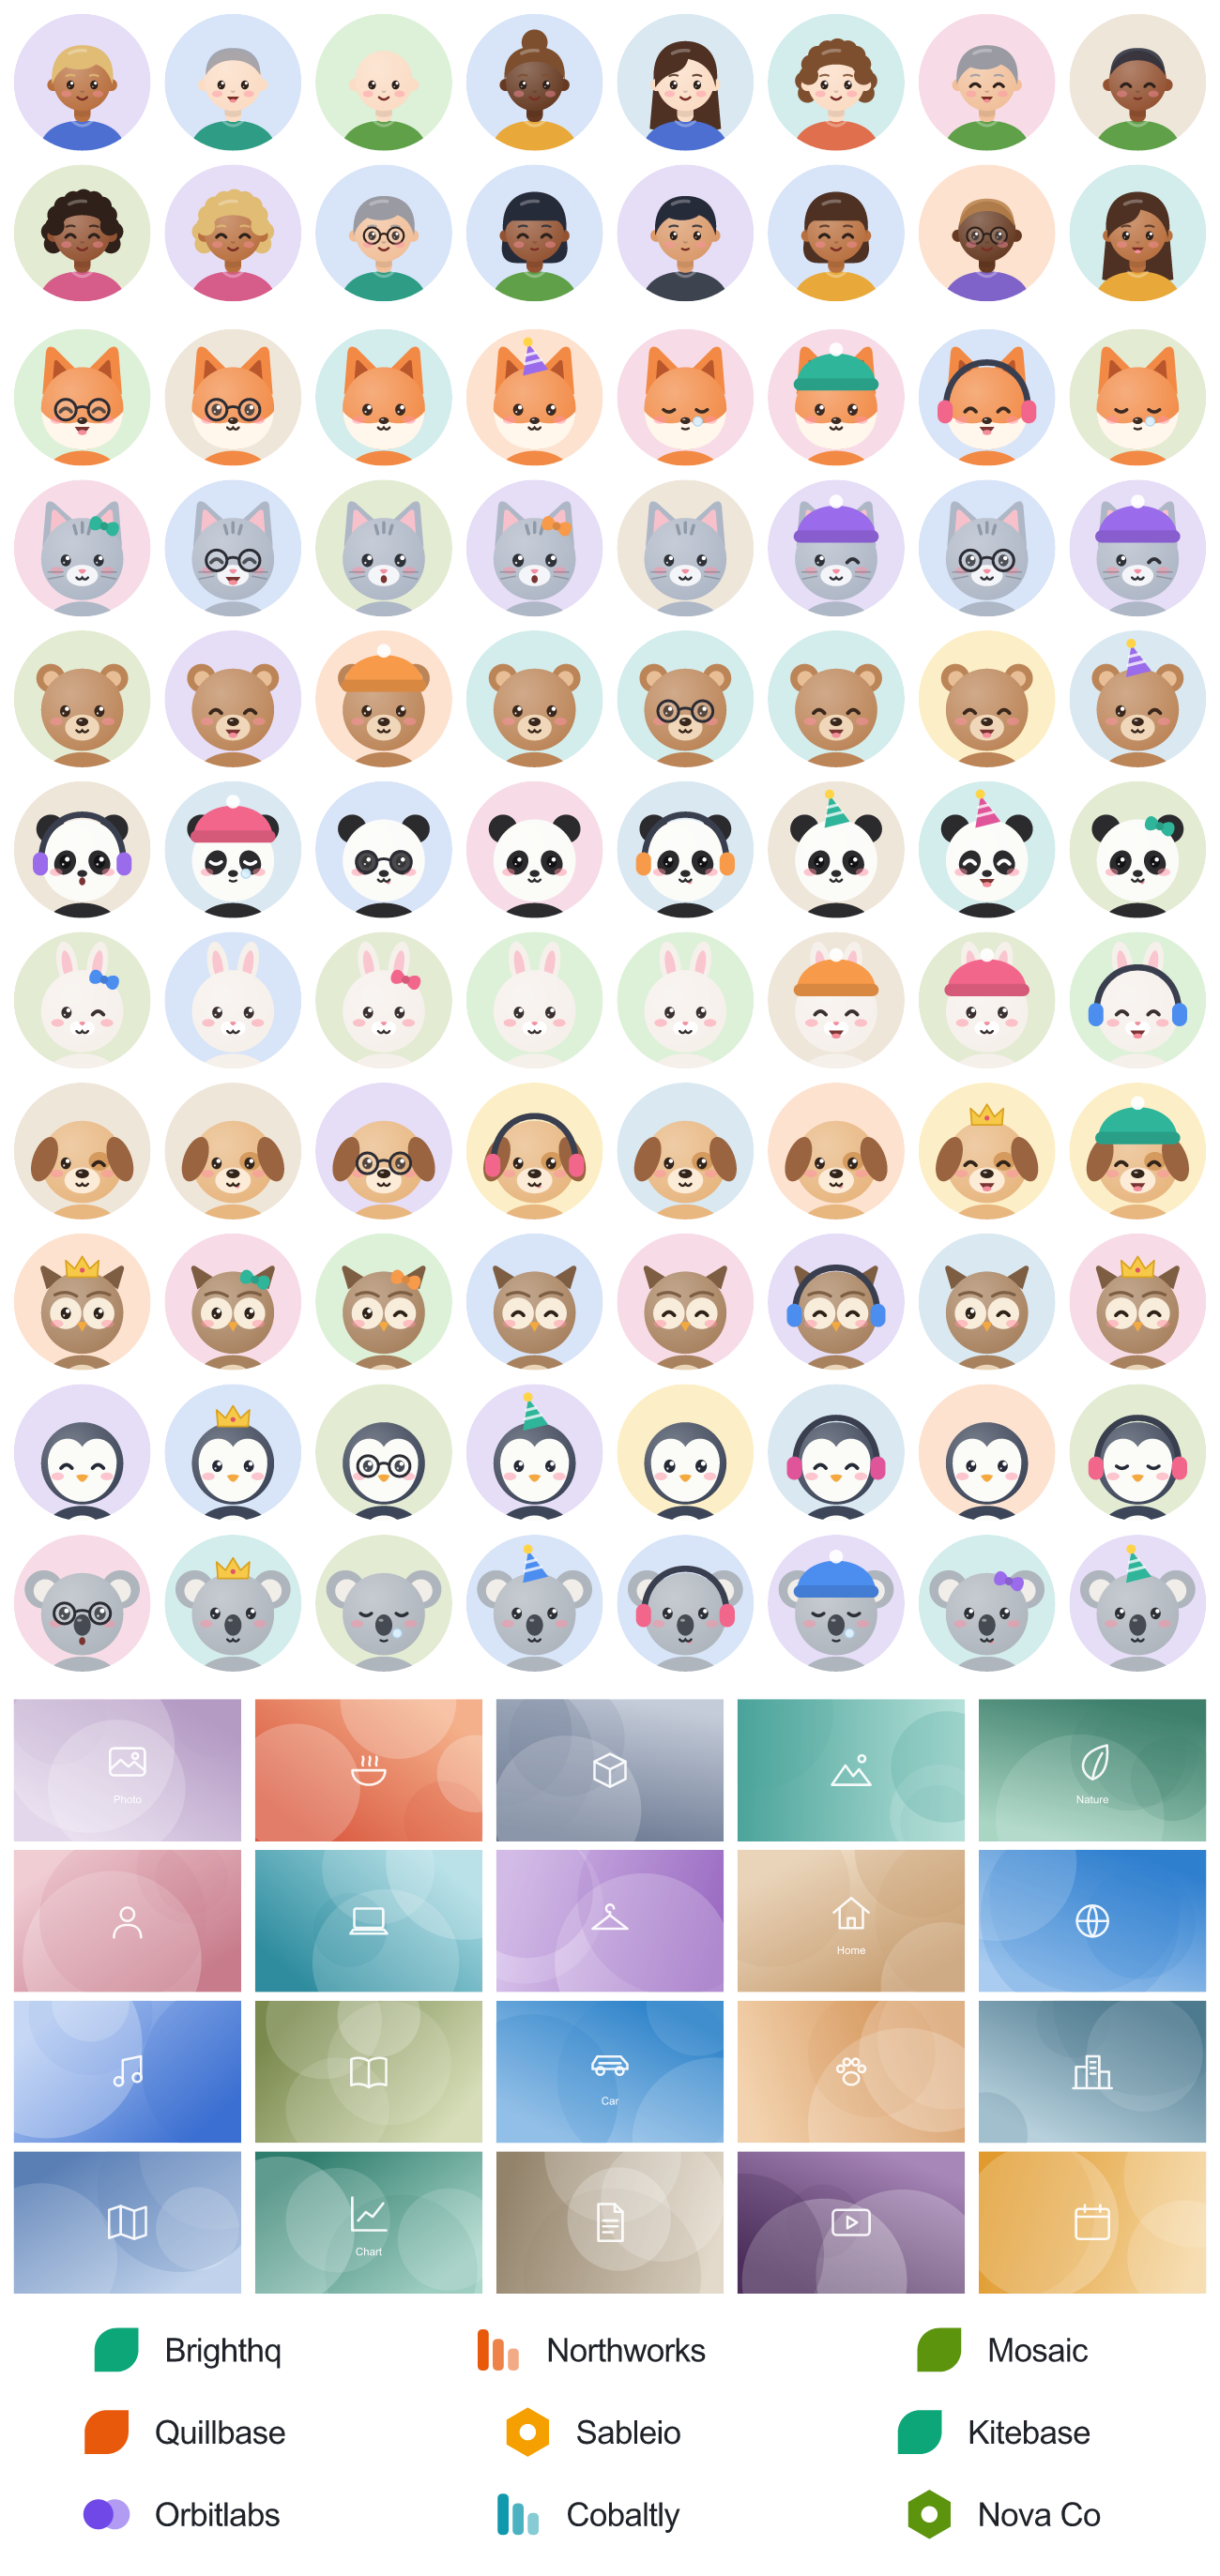 Photo
Nature
Home
Car
Chart
Brighthq
Northworks
Mosaic
Quillbase
Sableio
Kitebase
Orbitlabs
Cobaltly
Nova Co